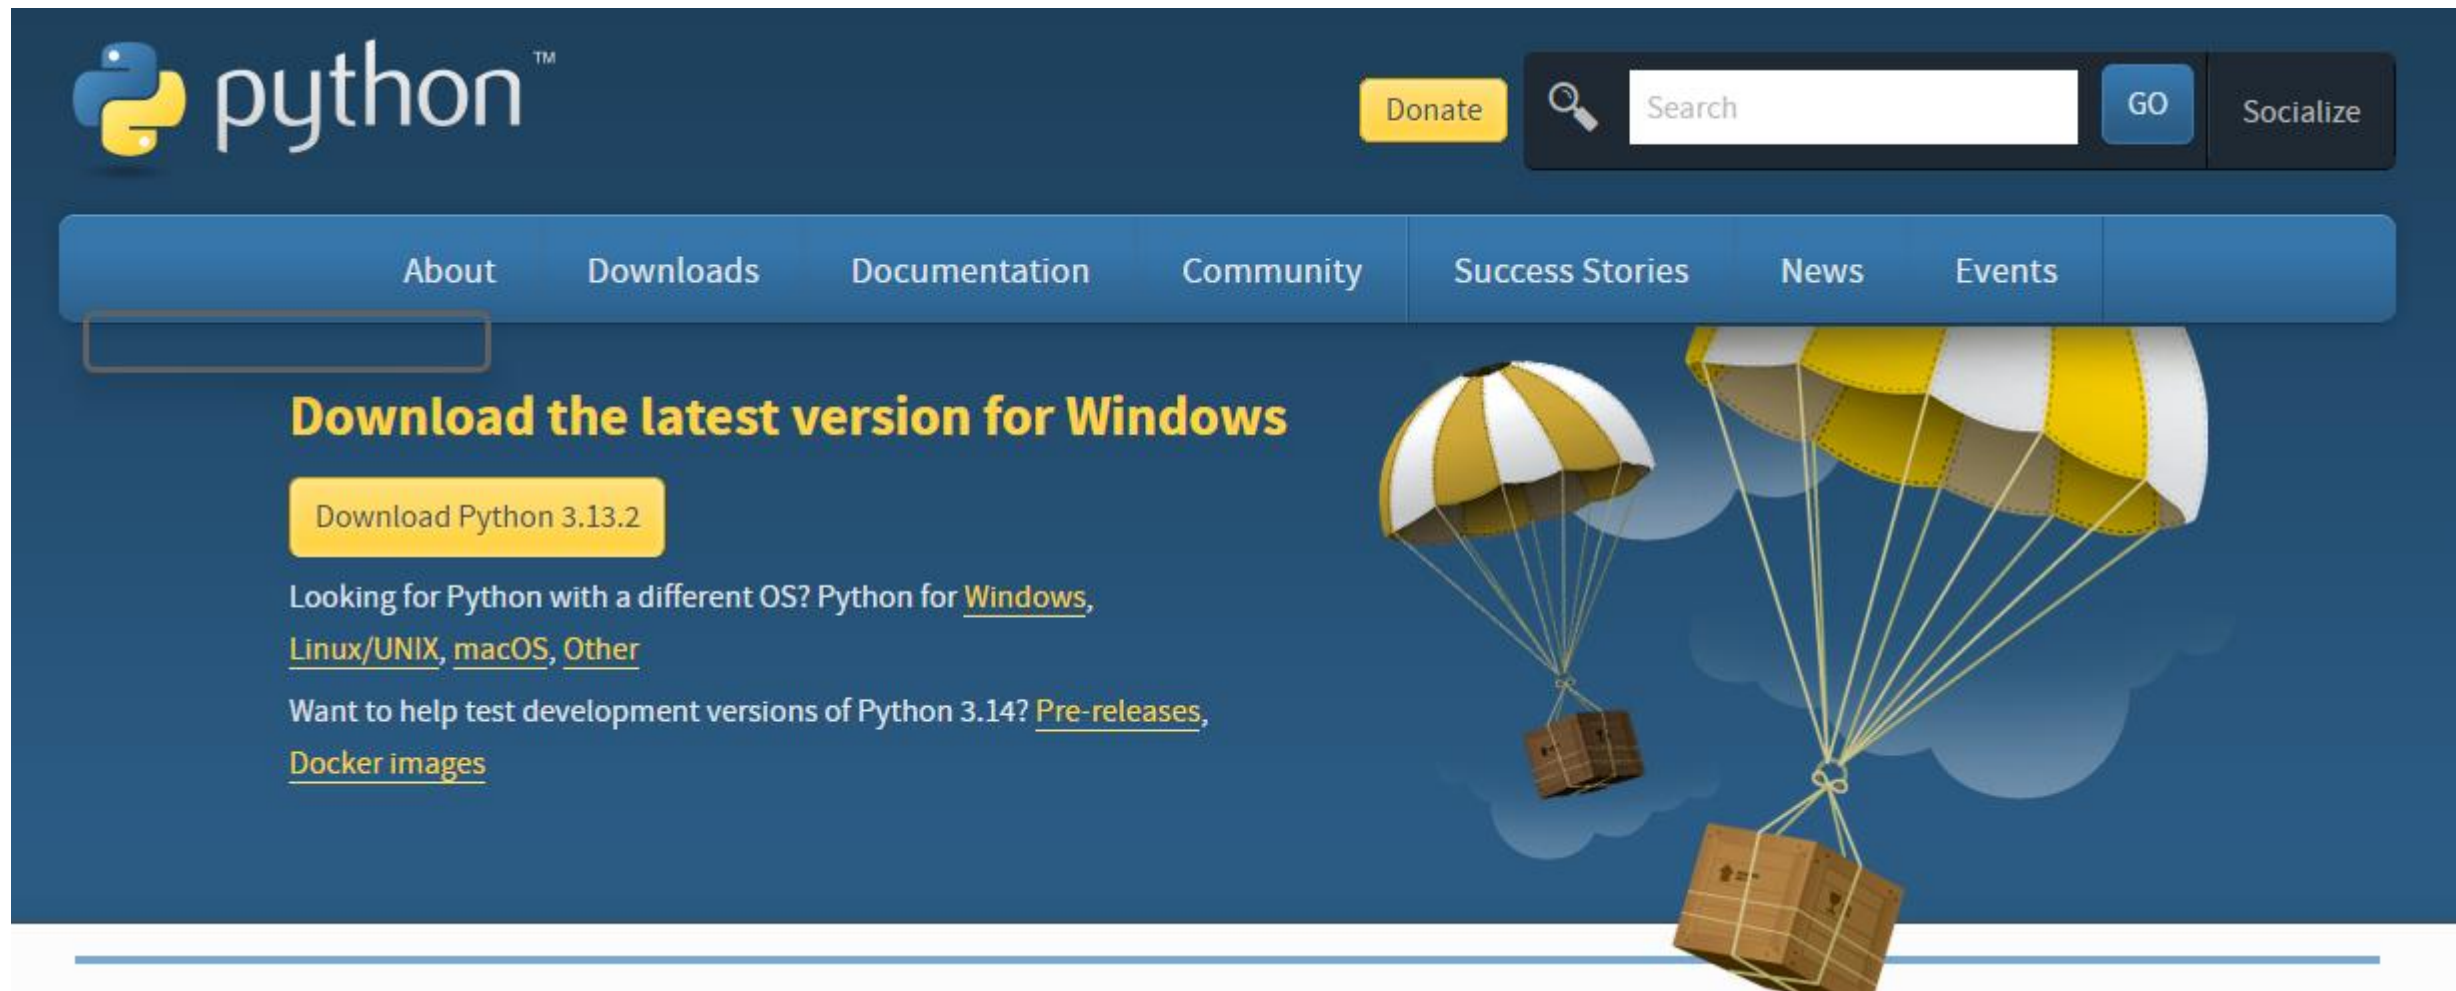 python™
Donate
Search
GO
Socialize
About
Downloads
Documentation
Community
Success Stories
News
Events
Download the latest version for Windows
Download Python 3.13.2
Looking for Python with a different OS? Python for Windows,
Linux/UNIX, macOS, Other
Want to help test development versions of Python 3.14? Pre-releases,
Docker images